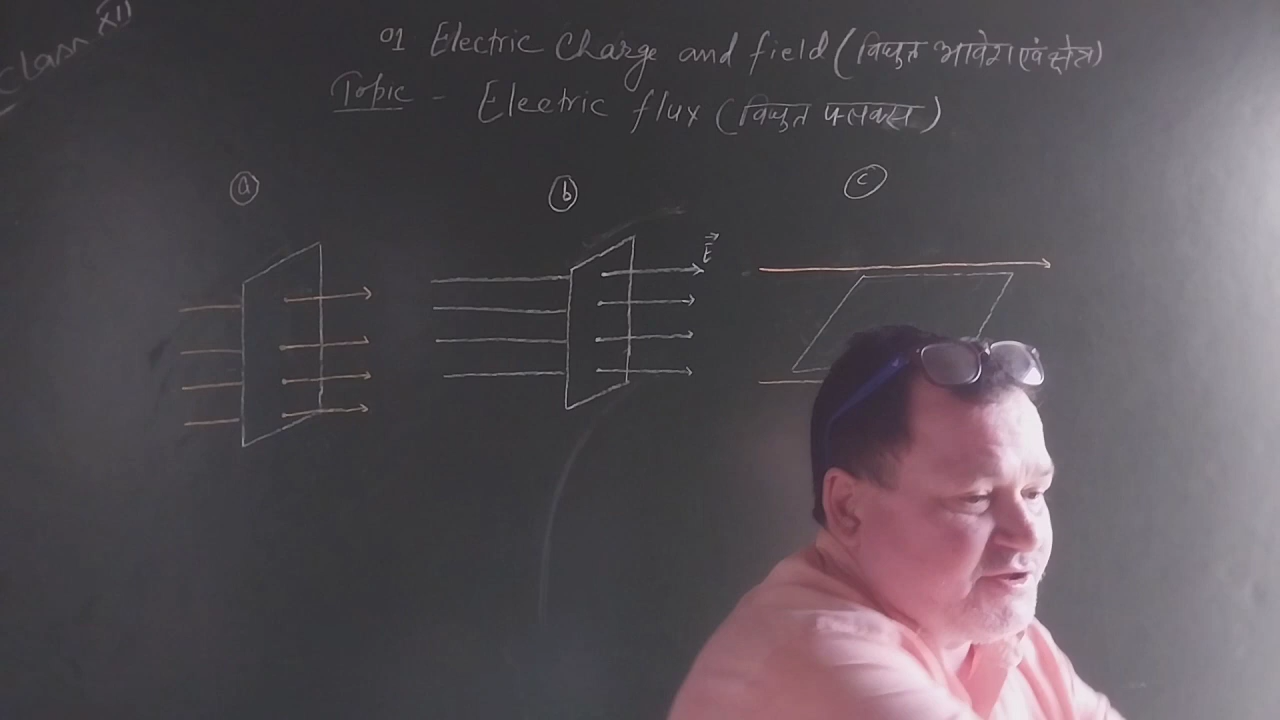 Class XII
01 Electric Charge and field (विद्युत आवेश एवं क्षेत्र)
Topic - Electric flux (विद्युत फ्लक्स)
a b c
E